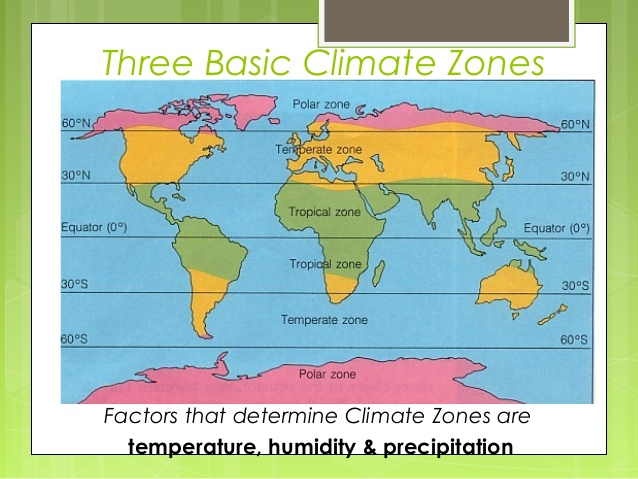 Three Basic Climate Zones
Polar zone
60°N 60°N
Temperate zone
30°N 30°N
Tropical zone
Equator (0°) Equator (0°)
Tropical zone
30°S 30°S
Temperate zone
60°S 60°S
Polar zone
Factors that determine Climate Zones are
temperature, humidity & precipitation